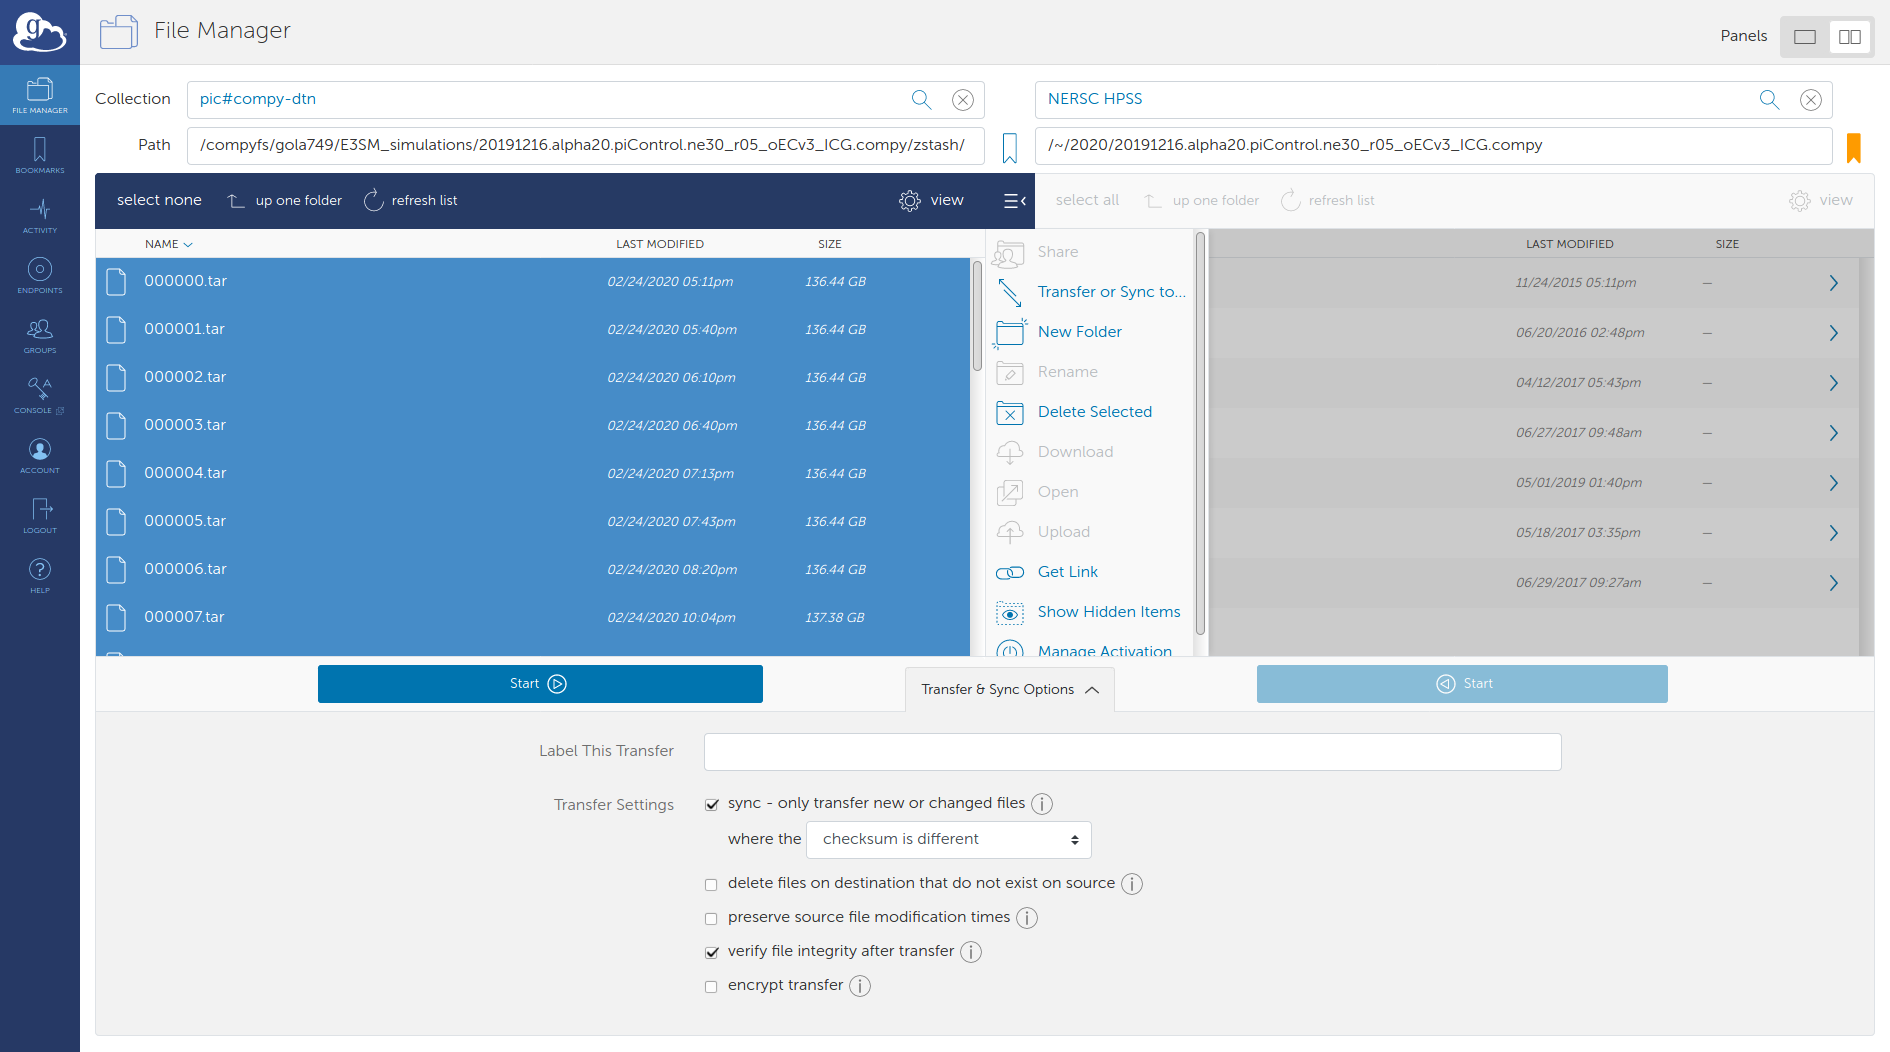 g
File Manager
Panels
FILE MANAGER
BOOKMARKS
ACTIVITY
ENDPOINTS
GROUPS
CONSOLE
ACCOUNT
LOGOUT
? HELP
Collection pic#compy-dtn
NERSC HPSS
Path /compyfs/gola749/E3SM_simulations/20191216.alpha20.piControl.ne30_r05_oECv3_ICG.compy/zstash/
/~/2020/20191216.alpha20.piControl.ne30_r05_oECv3_ICG.compy
select none up one folder refresh list view
select all up one folder refresh list view
NAME LAST MODIFIED SIZE
000000.tar 02/24/2020 05:11pm 136.44 GB
000001.tar 02/24/2020 05:40pm 136.44 GB
000002.tar 02/24/2020 06:10pm 136.44 GB
000003.tar 02/24/2020 06:40pm 136.44 GB
000004.tar 02/24/2020 07:13pm 136.44 GB
000005.tar 02/24/2020 07:43pm 136.44 GB
000006.tar 02/24/2020 08:20pm 136.44 GB
000007.tar 02/24/2020 10:04pm 137.38 GB
Share
Transfer or Sync to...
New Folder
Rename
Delete Selected
Download
Open
Upload
Get Link
Show Hidden Items
Manage Activation
LAST MODIFIED SIZE
11/24/2015 05:11pm –
06/20/2016 02:48pm –
04/12/2017 05:43pm –
06/27/2017 09:48am –
05/01/2019 01:40pm –
05/18/2017 03:35pm –
06/29/2017 09:27am –
Start
Transfer & Sync Options
Start
Label This Transfer
Transfer Settings
sync - only transfer new or changed files i
where the checksum is different
delete files on destination that do not exist on source i
preserve source file modification times i
verify file integrity after transfer i
encrypt transfer i